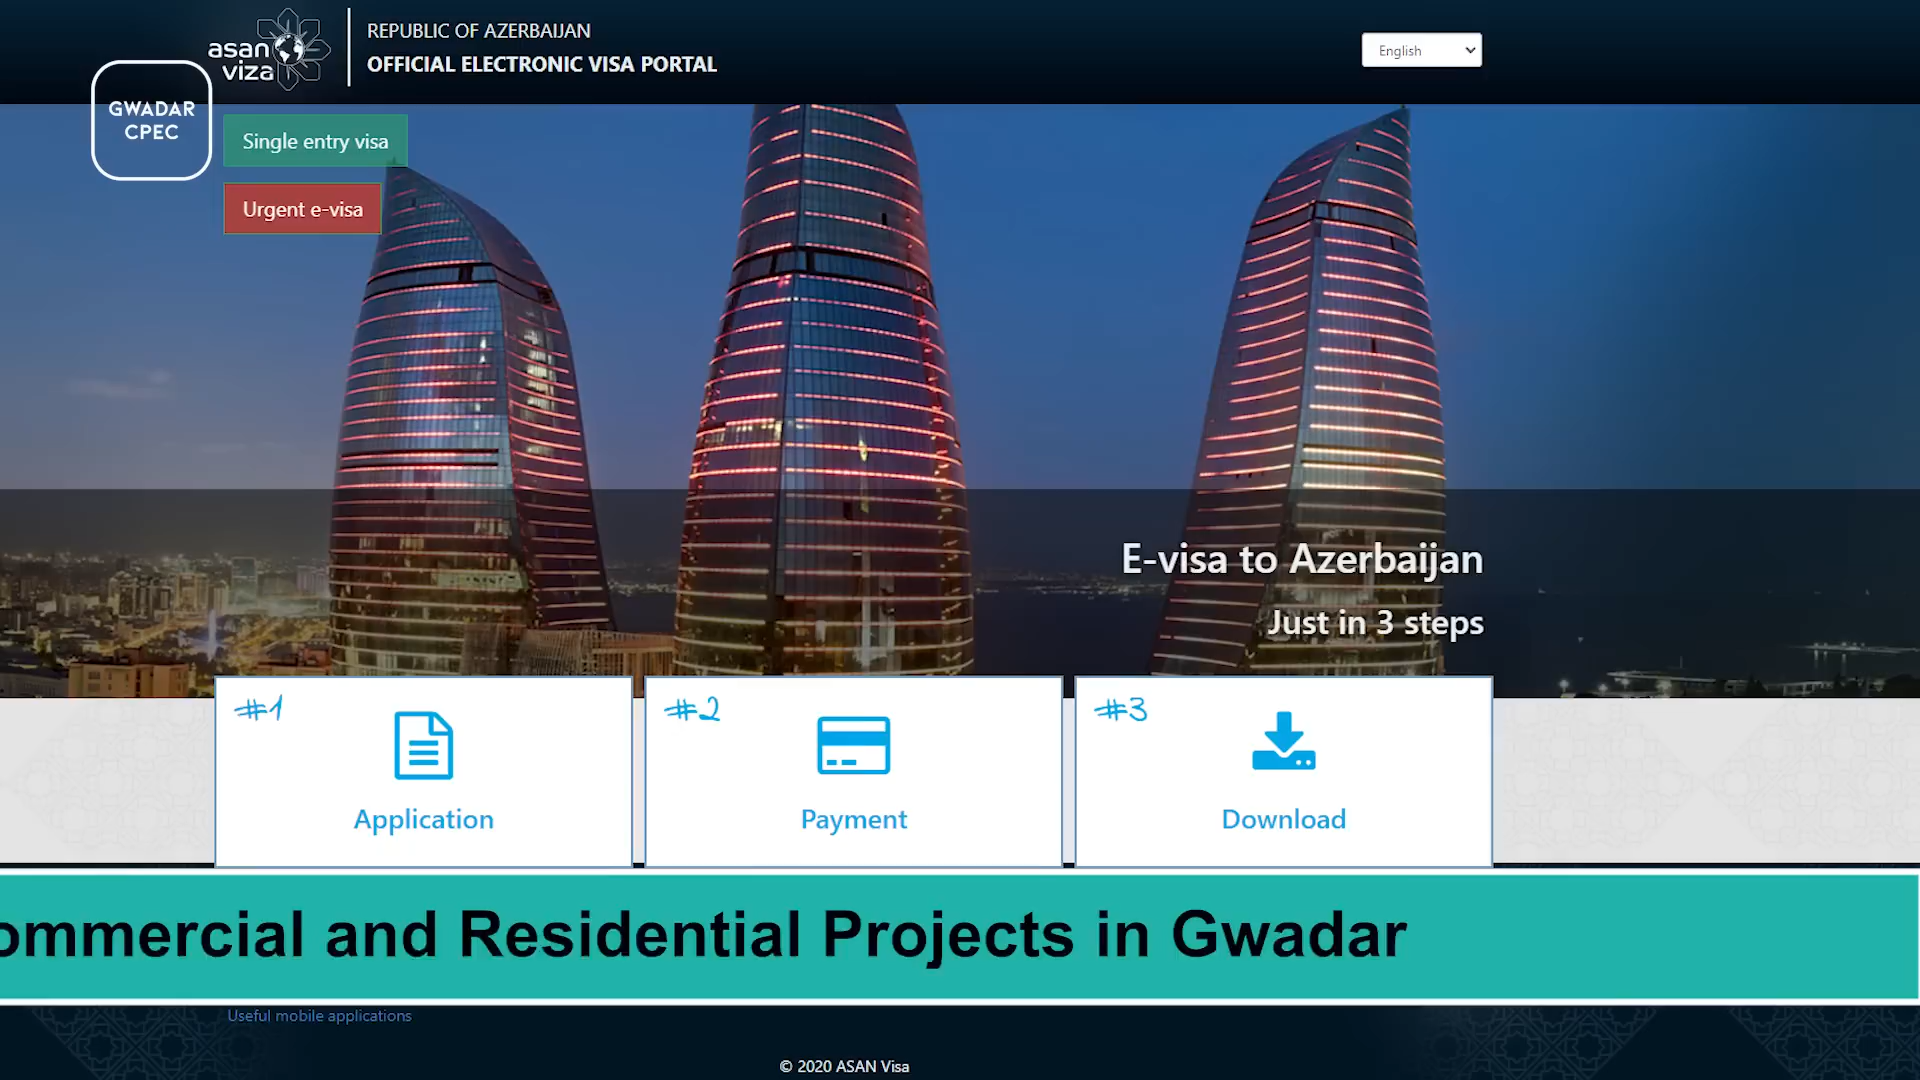 asan
viza
REPUBLIC OF AZERBAIJAN
OFFICIAL ELECTRONIC VISA PORTAL
English
GWADAR
CPEC
Single entry visa
Urgent e-visa
E-visa to Azerbaijan
Just in 3 steps
#1
Application
#2
Payment
#3
Download
ommercial and Residential Projects in Gwadar
Useful mobile applications
© 2020 ASAN Visa